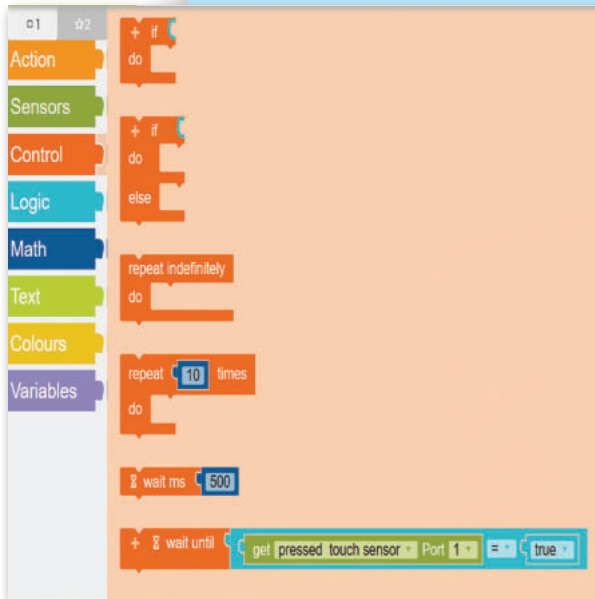 1 2
Action
Sensors
Control
Logic
Math
Text
Colours
Variables
+ if
do
+ if
do
else
repeat indefinitely
do
repeat 10 times
do
wait ms 500
+ wait until get pressed touch sensor Port 1 = true